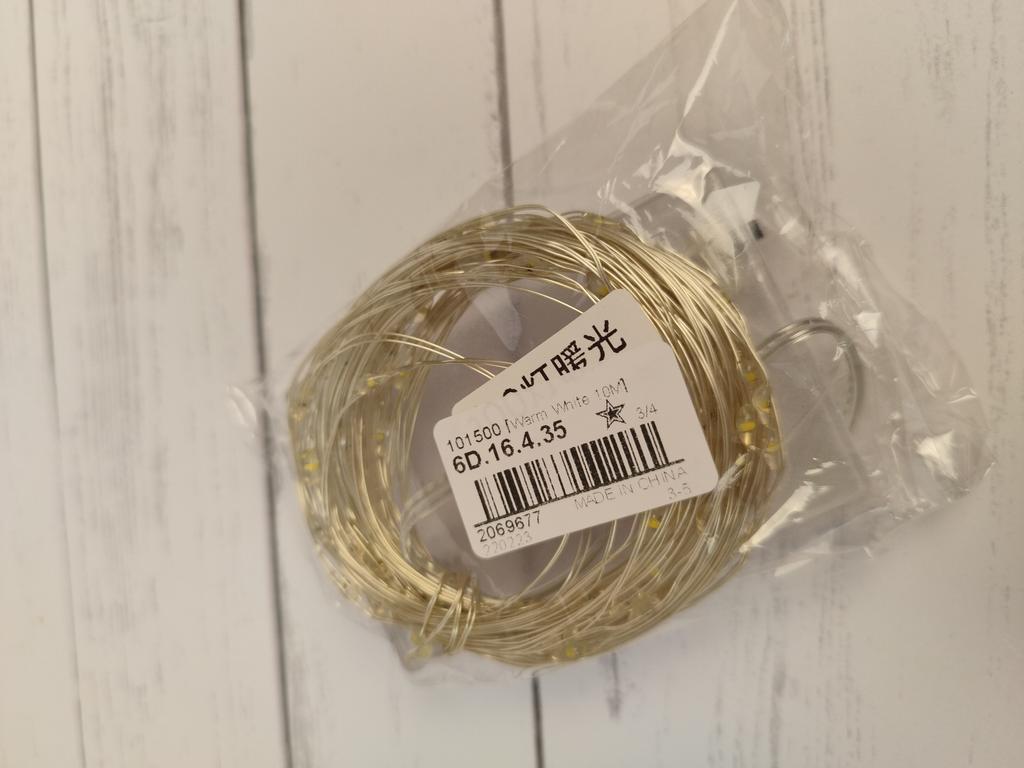 灯暖光
101500 [Warm White 10M]
6D.16.4.35
3/4
2069677
MADE IN CHINA
220223
3-5